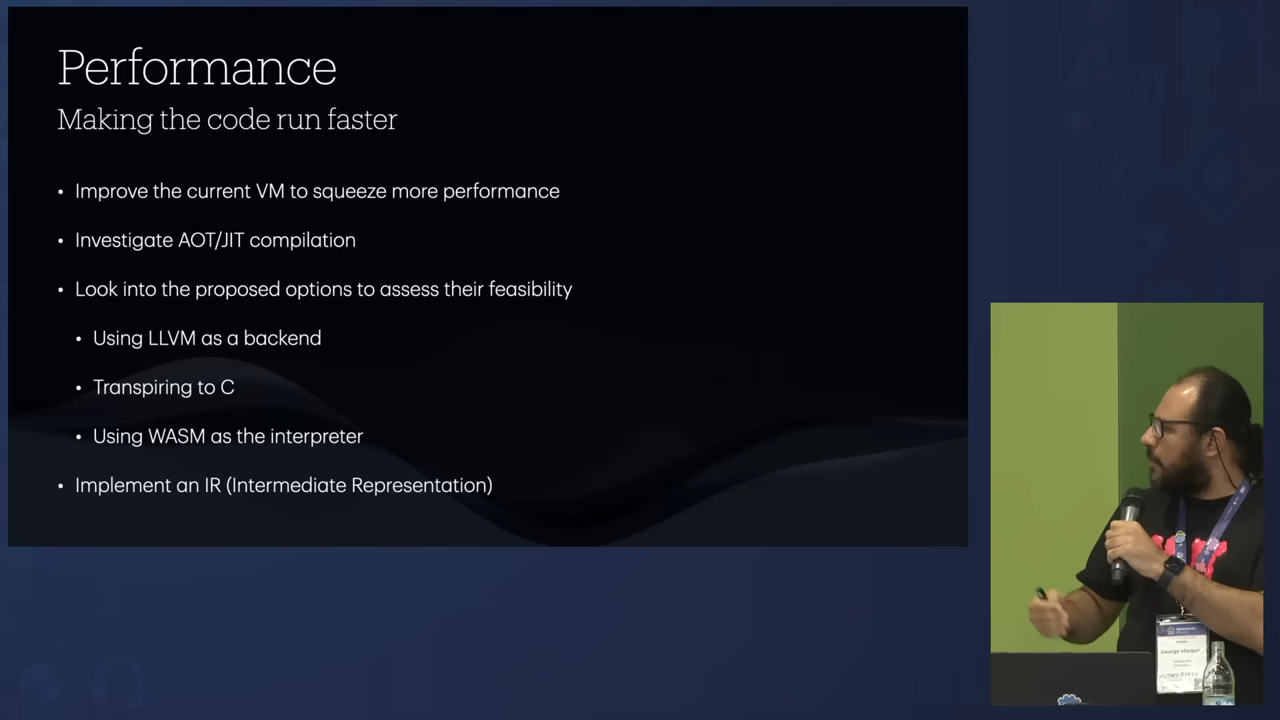 Performance
Making the code run faster
• Improve the current VM to squeeze more performance
• Investigate AOT/JIT compilation
• Look into the proposed options to assess their feasibility
• Using LLVM as a backend
• Transpiring to C
• Using WASM as the interpreter
• Implement an IR (Intermediate Representation)
George Marqu